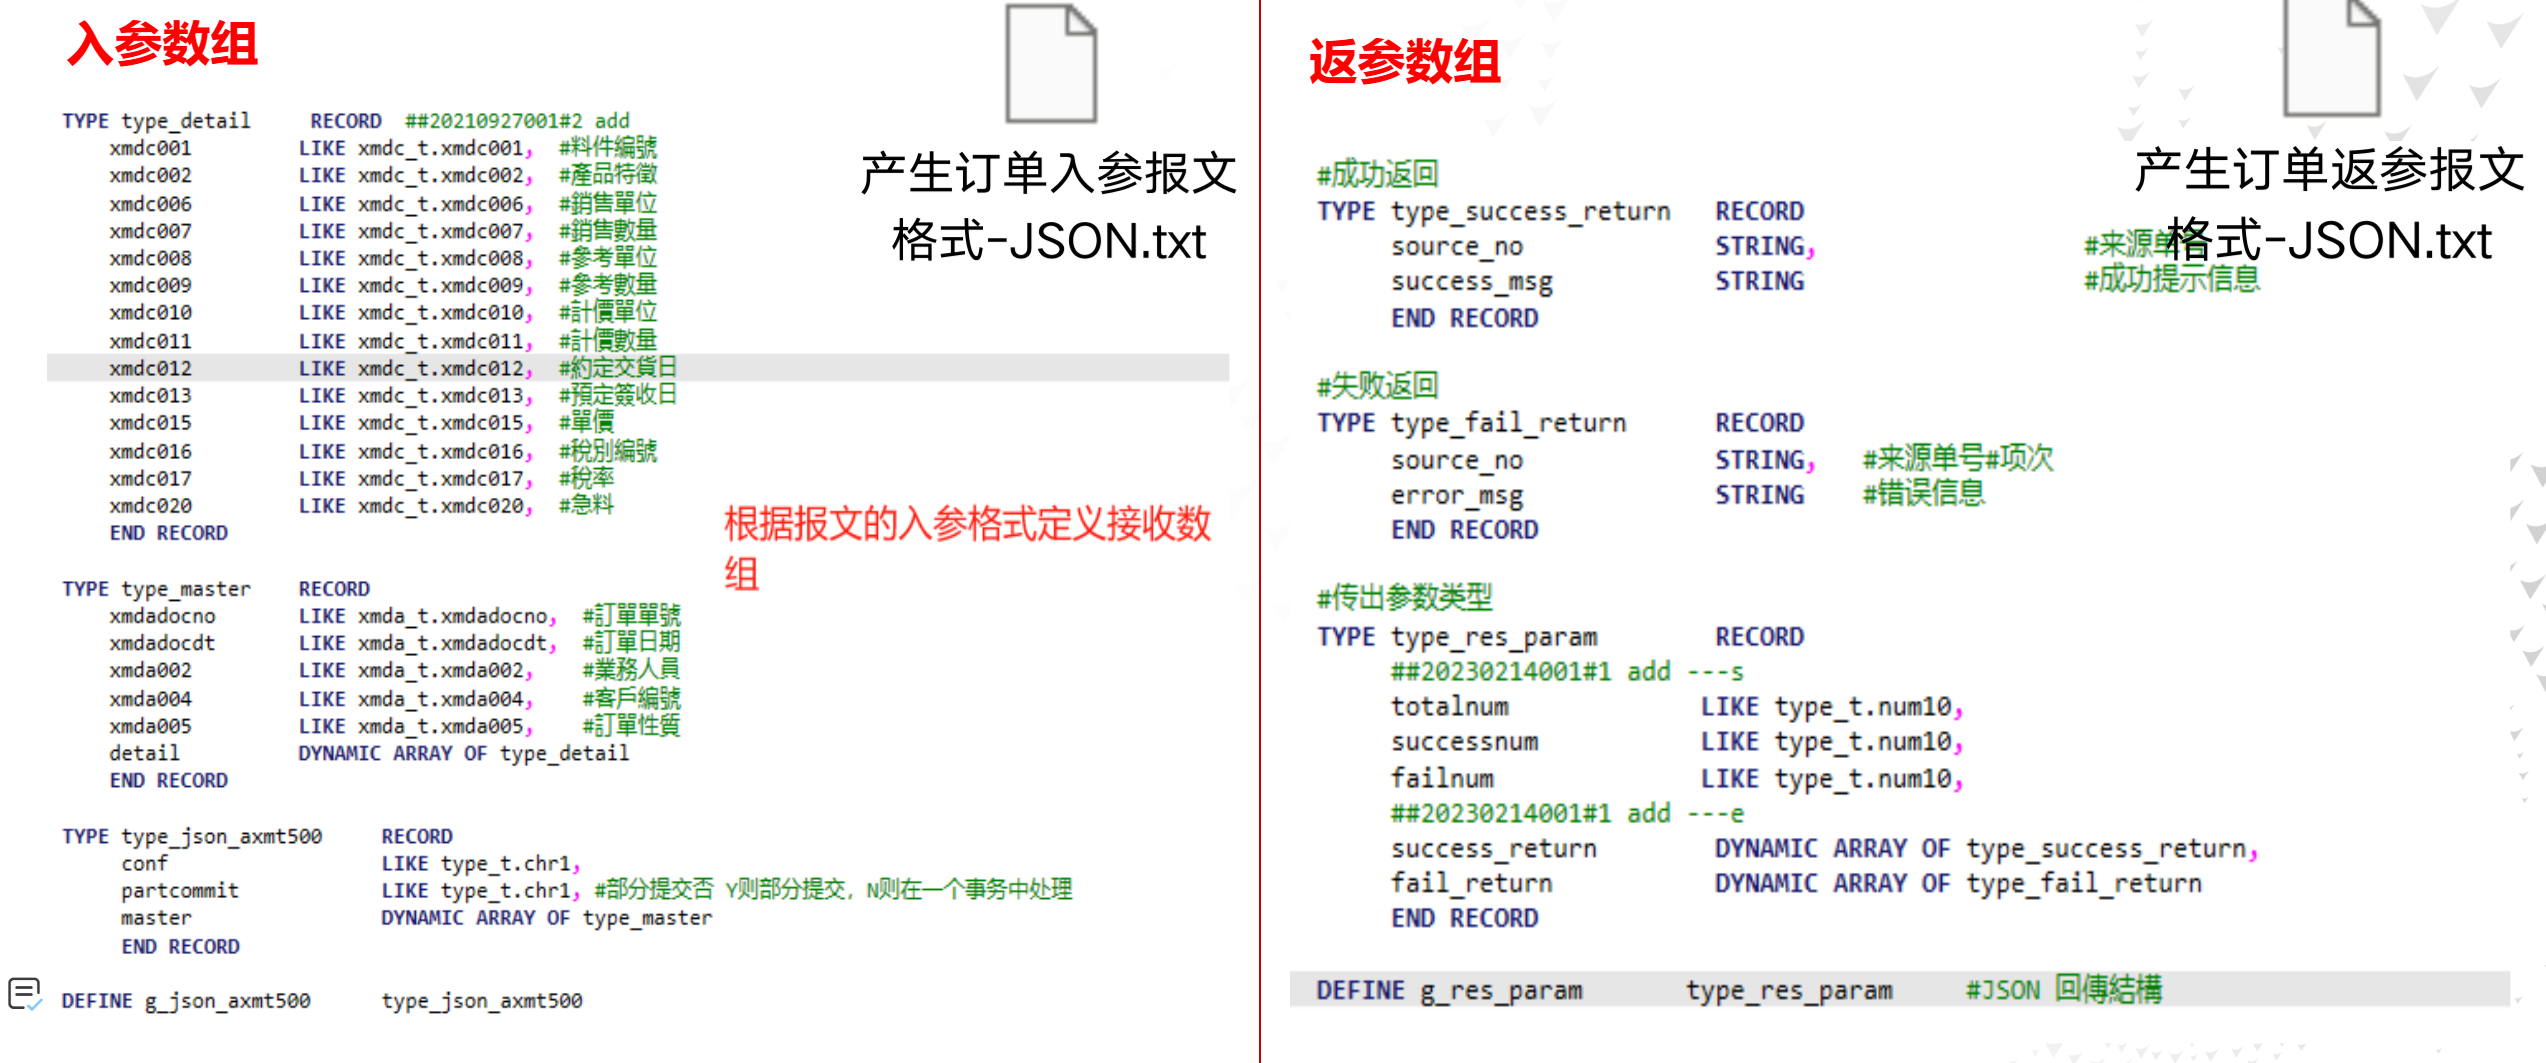 入参数组
TYPE type_detail RECORD ##20210927001#2 add
xmdc001 LIKE xmdc_t.xmdc001, #料件編號
xmdc002 LIKE xmdc_t.xmdc002, #產品特徵
xmdc006 LIKE xmdc_t.xmdc006, #銷售單位
xmdc007 LIKE xmdc_t.xmdc007, #銷售數量
xmdc008 LIKE xmdc_t.xmdc008, #參考單位
xmdc009 LIKE xmdc_t.xmdc009, #參考數量
xmdc010 LIKE xmdc_t.xmdc010, #計價單位
xmdc011 LIKE xmdc_t.xmdc011, #計價數量
xmdc012 LIKE xmdc_t.xmdc012, #約定交貨日
xmdc013 LIKE xmdc_t.xmdc013, #預定簽收日
xmdc015 LIKE xmdc_t.xmdc015, #單價
xmdc016 LIKE xmdc_t.xmdc016, #稅別編號
xmdc017 LIKE xmdc_t.xmdc017, #稅率
xmdc020 LIKE xmdc_t.xmdc020, #急料
END RECORD
TYPE type_master RECORD
xmdadocno LIKE xmda_t.xmdadocno, #訂單單號
xmdadocdt LIKE xmda_t.xmdadocdt, #訂單日期
xmda002 LIKE xmda_t.xmda002, #業務人員
xmda004 LIKE xmda_t.xmda004, #客戶編號
xmda005 LIKE xmda_t.xmda005, #訂單性質
detail DYNAMIC ARRAY OF type_detail
END RECORD
TYPE type_json_axmt500 RECORD
conf LIKE type_t.chr1,
partcommit LIKE type_t.chr1, #部分提交否 Y则部分提交, N则在一个事务中处理
master DYNAMIC ARRAY OF type_master
END RECORD
DEFINE g_json_axmt500 type_json_axmt500
产生订单入参报文
格式-JSON.txt
根据报文的入参格式定义接收数
组
返参数组
产生订单返参报文
格式-JSON.txt
#成功返回
TYPE type_success_return RECORD
source_no STRING, #来源单号
success_msg STRING #成功提示信息
END RECORD
#失败返回
TYPE type_fail_return RECORD
source_no STRING, #来源单号#项次
error_msg STRING #错误信息
END RECORD
#传出参数类型
TYPE type_res_param RECORD
##20230214001#1 add ---s
totalnum LIKE type_t.num10,
successnum LIKE type_t.num10,
failnum LIKE type_t.num10,
##20230214001#1 add ---e
success_return DYNAMIC ARRAY OF type_success_return,
fail_return DYNAMIC ARRAY OF type_fail_return
END RECORD
DEFINE g_res_param type_res_param #JSON 回傳結構